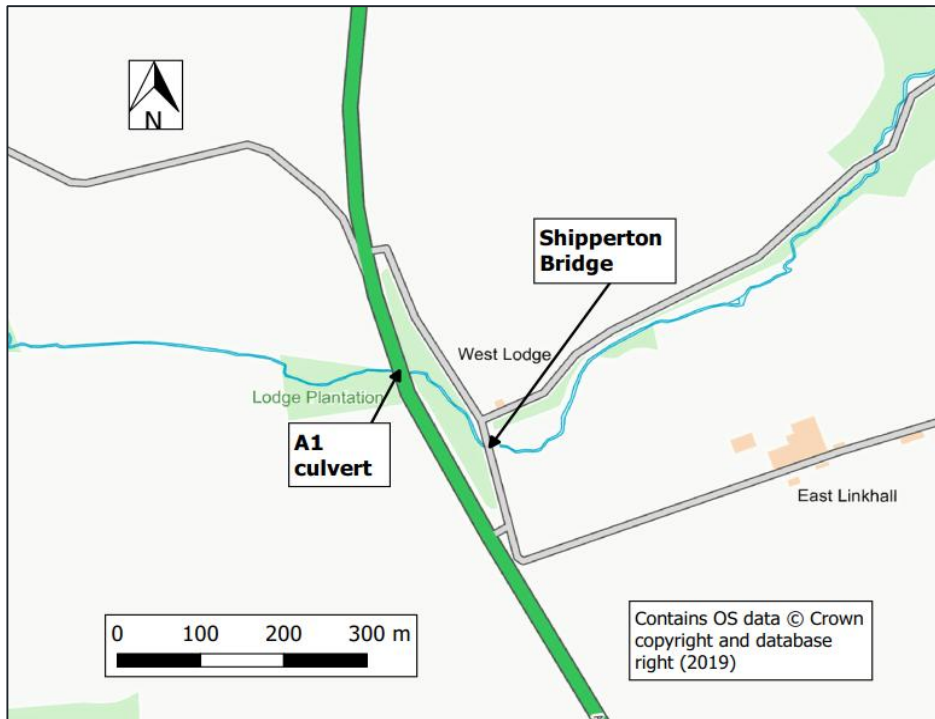 N
Shipperton
Bridge
West Lodge
Lodge Plantation
A1
culvert
East Linkhall
0 100 200 300 m
Contains OS data © Crown
copyright and database
right (2019)